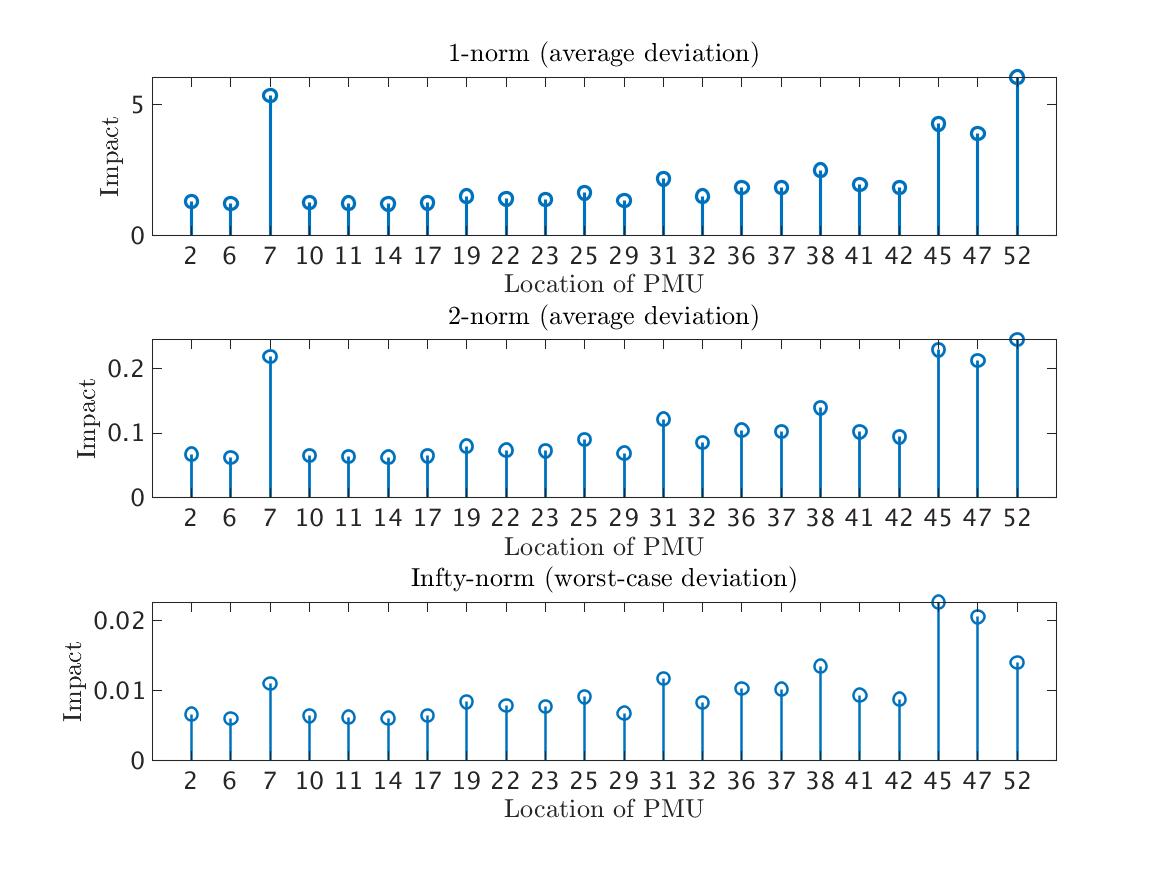 1-norm (average deviation)
5
0
Impact
2 6 7 10 11 14 17 19 22 23 25 29 31 32 36 37 38 41 42 45 47 52
Location of PMU
2-norm (average deviation)
0.2
0.1
0
Impact
2 6 7 10 11 14 17 19 22 23 25 29 31 32 36 37 38 41 42 45 47 52
Location of PMU
Infty-norm (worst-case deviation)
0.02
0.01
0
Impact
2 6 7 10 11 14 17 19 22 23 25 29 31 32 36 37 38 41 42 45 47 52
Location of PMU